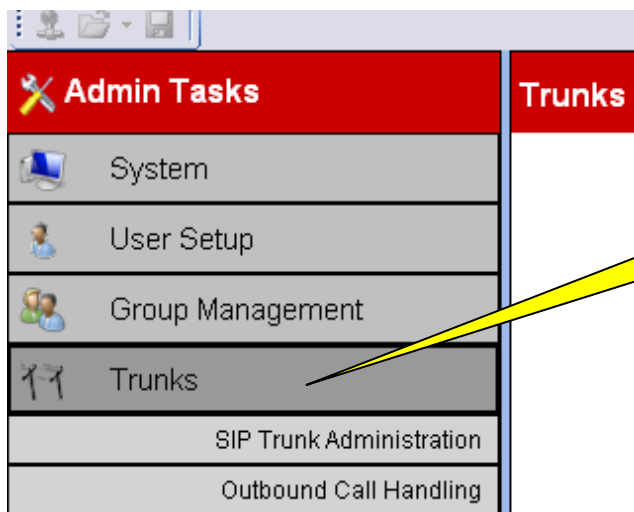 Admin Tasks
Trunks
System
User Setup
Group Management
Trunks
SIP Trunk Administration
Outbound Call Handling